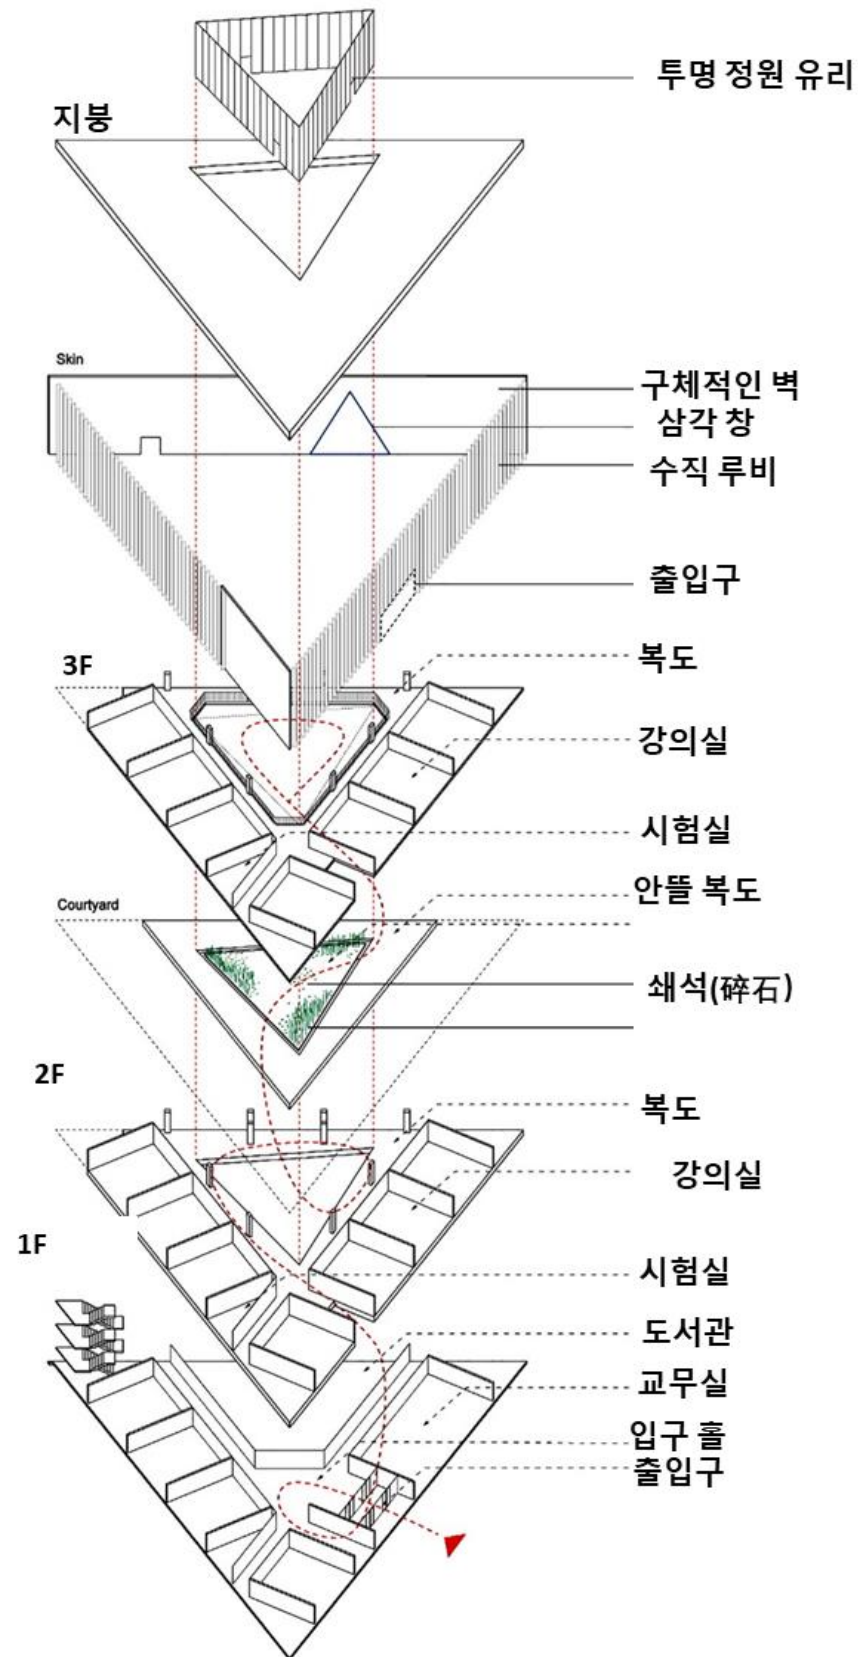 투명 정원 유리
지붕
Skin
구체적인 벽
삼각 창
수직 루비
출입구
3F
복도
강의실
시험실
안뜰 복도
Courtyard
쇄석(碎石)
2F
복도
강의실
1F
시험실
도서관
교무실
입구 홀
출입구